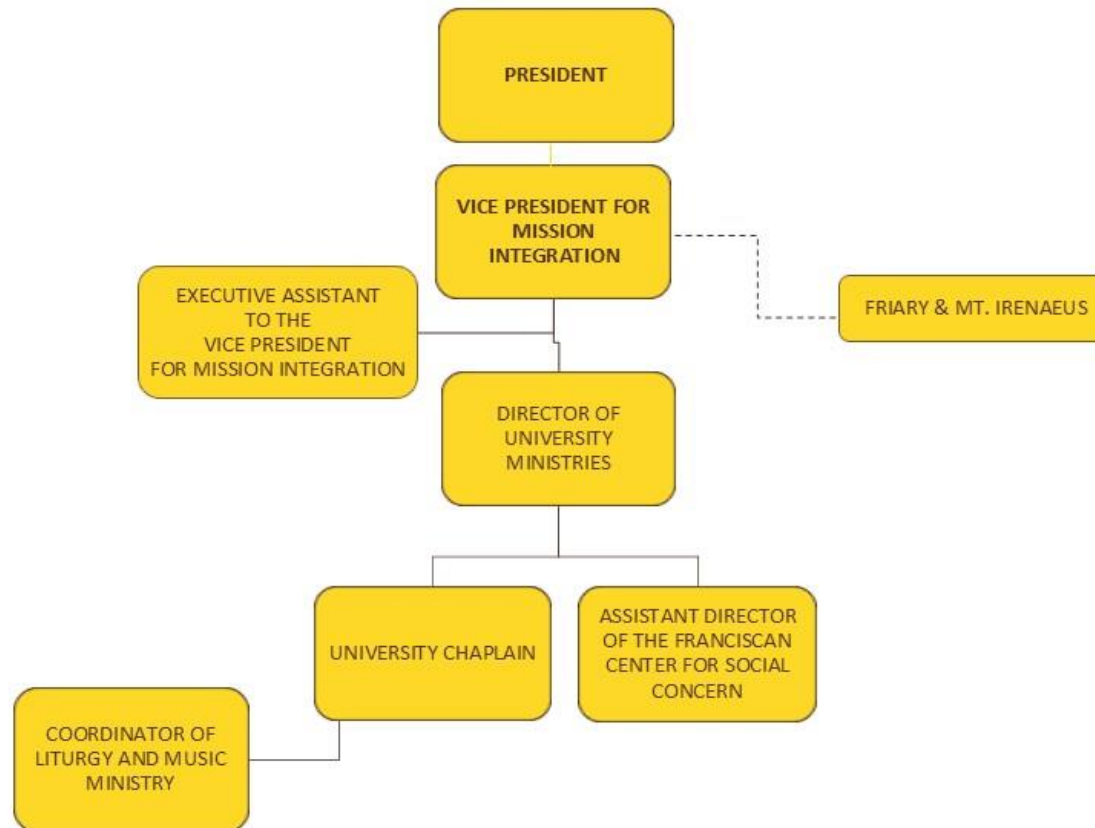 PRESIDENT
VICE PRESIDENT FOR
MISSION
INTEGRATION
EXECUTIVE ASSISTANT
TO THE
VICE PRESIDENT
FOR MISSION INTEGRATION
FRIARY & MT. IRENAEUS
DIRECTOR OF
UNIVERSITY
MINISTRIES
UNIVERSITY CHAPLAIN
ASSISTANT DIRECTOR
OF THE FRANCISCAN
CENTER FOR SOCIAL
CONCERN
COORDINATOR OF
LITURGY AND MUSIC
MINISTRY